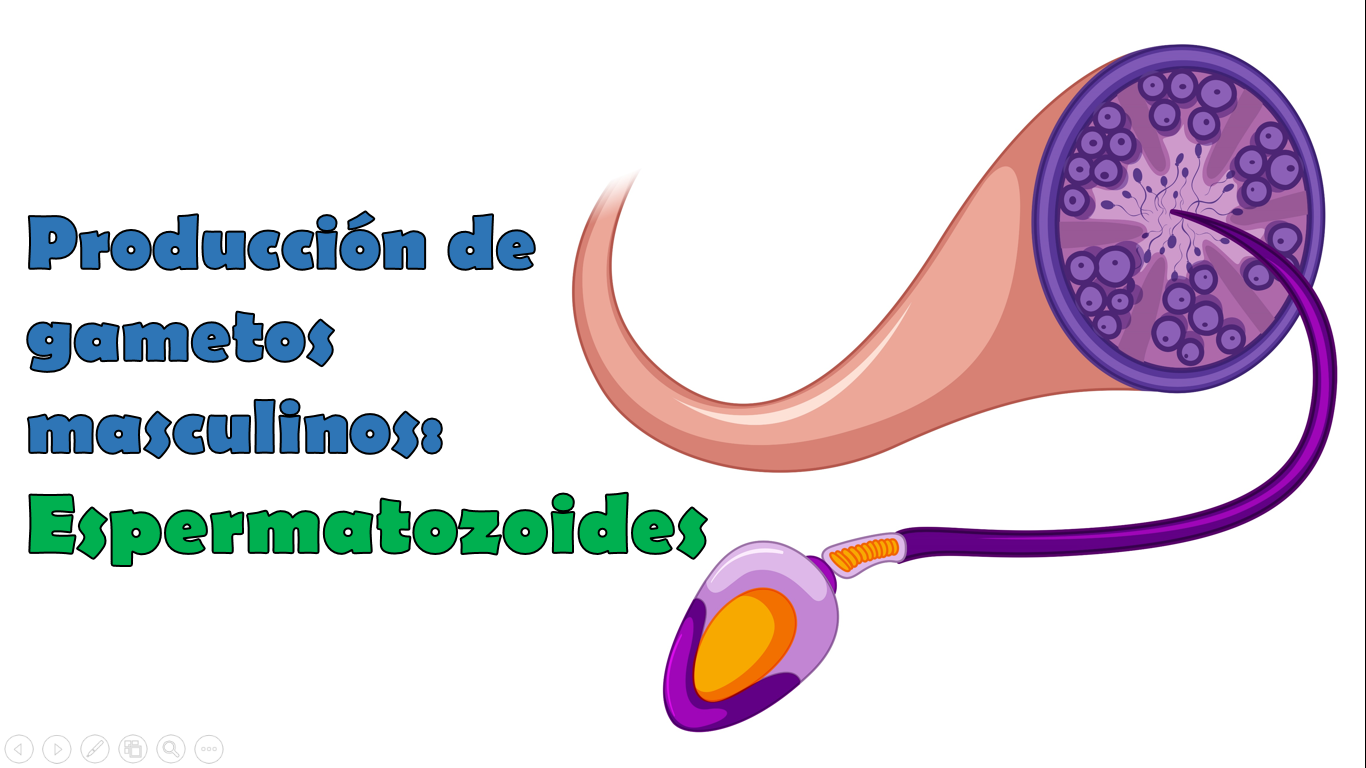 Producción de
gametos
masculinos:
Espermatozoides